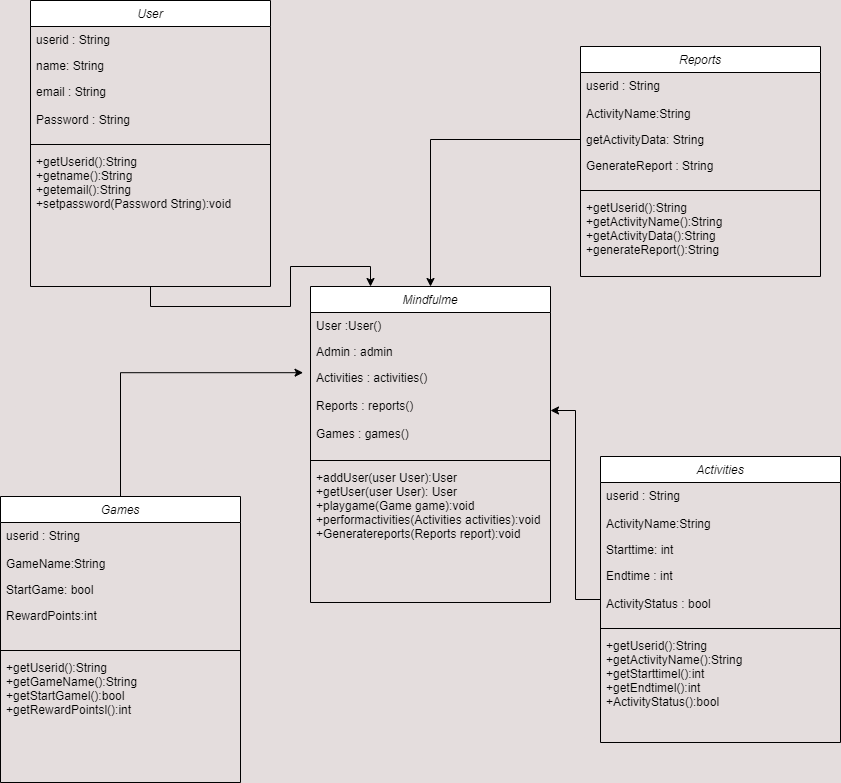 User
userid : String
name: String
email : String
Password : String
+getUserid():String
+getname():String
+getemail():String
+setpassword(Password String):void
Reports
userid : String
ActivityName:String
getActivityData: String
GenerateReport : String
+getUserid():String
+getActivityName():String
+getActivityData():String
+generateReport():String
Mindfulme
User :User()
Admin : admin
Activities : activities()
Reports : reports()
Games : games()
+addUser(user User):User
+getUser(user User): User
+playgame(Game game):void
+performactivities(Activities activities):void
+Generatereports(Reports report):void
Games
userid : String
GameName:String
StartGame: bool
RewardPoints:int
+getUserid():String
+getGameName():String
+getStartGameI():bool
+getRewardPointsI():int
Activities
userid : String
ActivityName:String
Starttime: int
Endtime : int
ActivityStatus : bool
+getUserid():String
+getActivityName():String
+getStarttimeI():int
+getEndtimeI():int
+ActivityStatus():bool